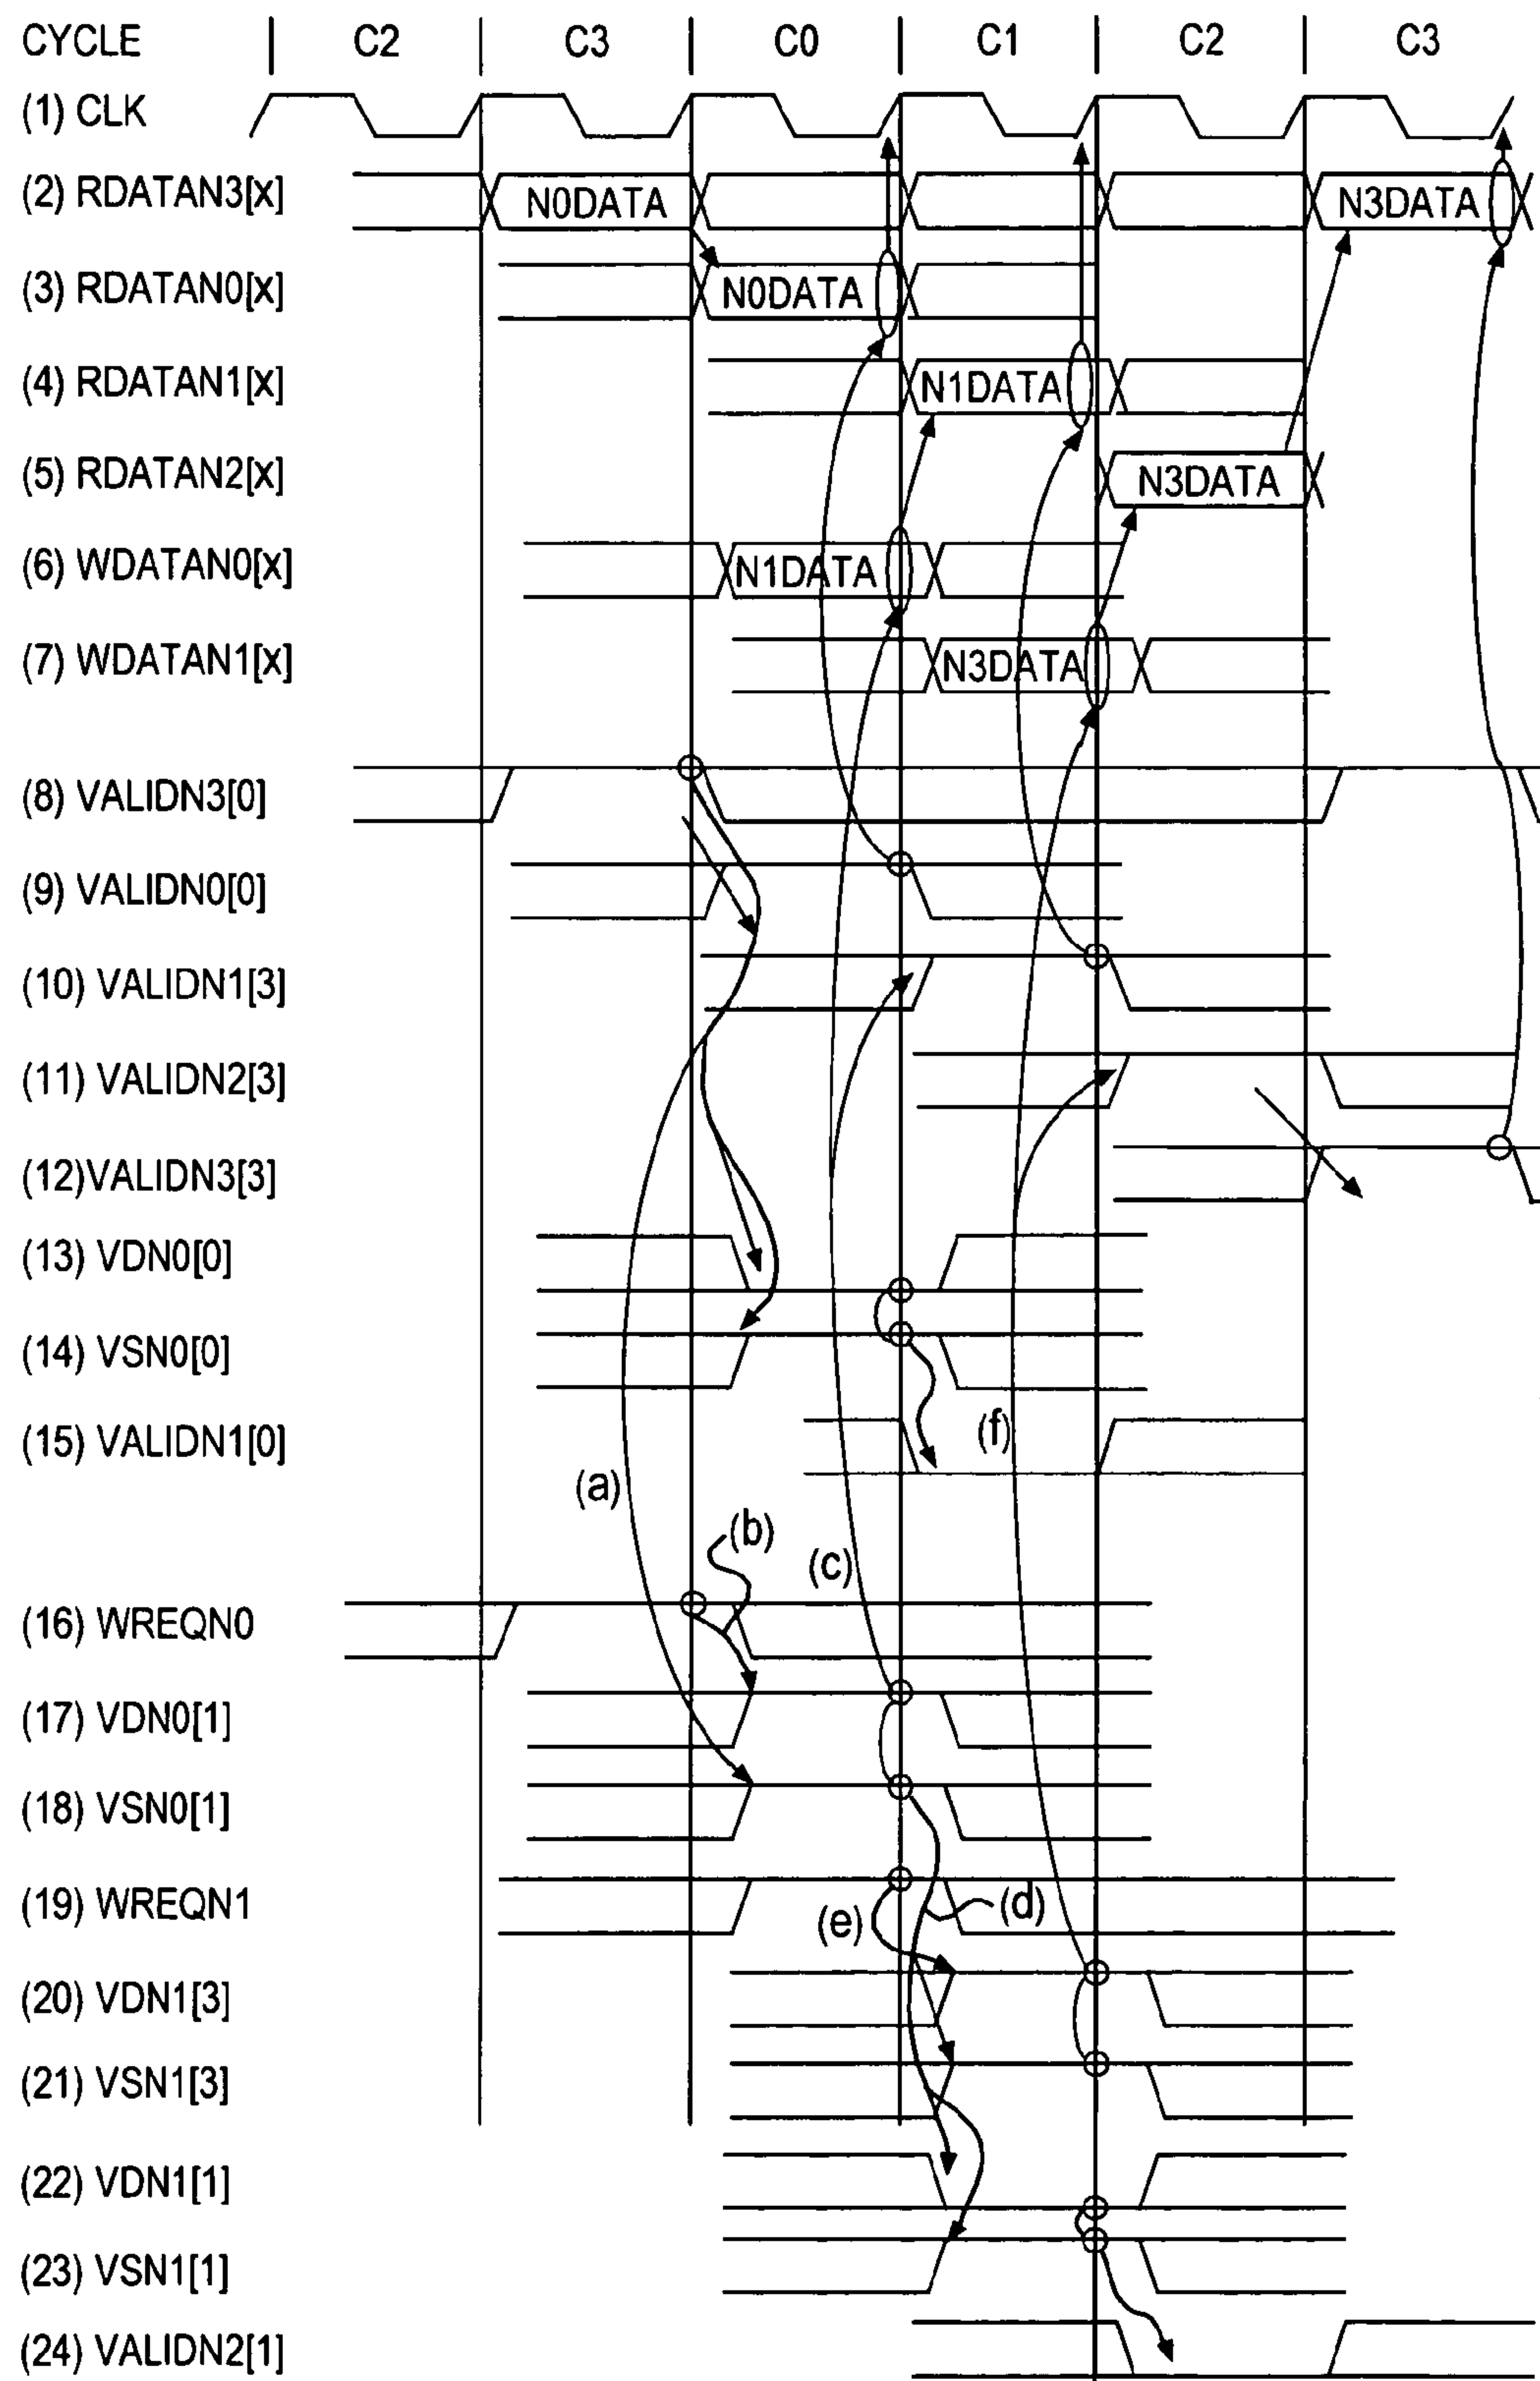 CYCLE C2 C3 C0 C1 C2 C3
(1) CLK
(2) RDATAN3[x] N0DATA N3DATA
(3) RDATAN0[x] N0DATA
(4) RDATAN1[x] N1DATA
(5) RDATAN2[x] N3DATA
(6) WDATAN0[x] N1DATA
(7) WDATAN1[x] N3DATA
(8) VALIDN3[0]
(9) VALIDN0[0]
(10) VALIDN1[3]
(11) VALIDN2[3]
(12)VALIDN3[3]
(13) VDN0[0]
(14) VSN0[0]
(15) VALIDN1[0] (f)
(a)
(b)
(c)
(16) WREQN0
(17) VDN0[1]
(18) VSN0[1]
(19) WREQN1 (e) (d)
(20) VDN1[3]
(21) VSN1[3]
(22) VDN1[1]
(23) VSN1[1]
(24) VALIDN2[1]